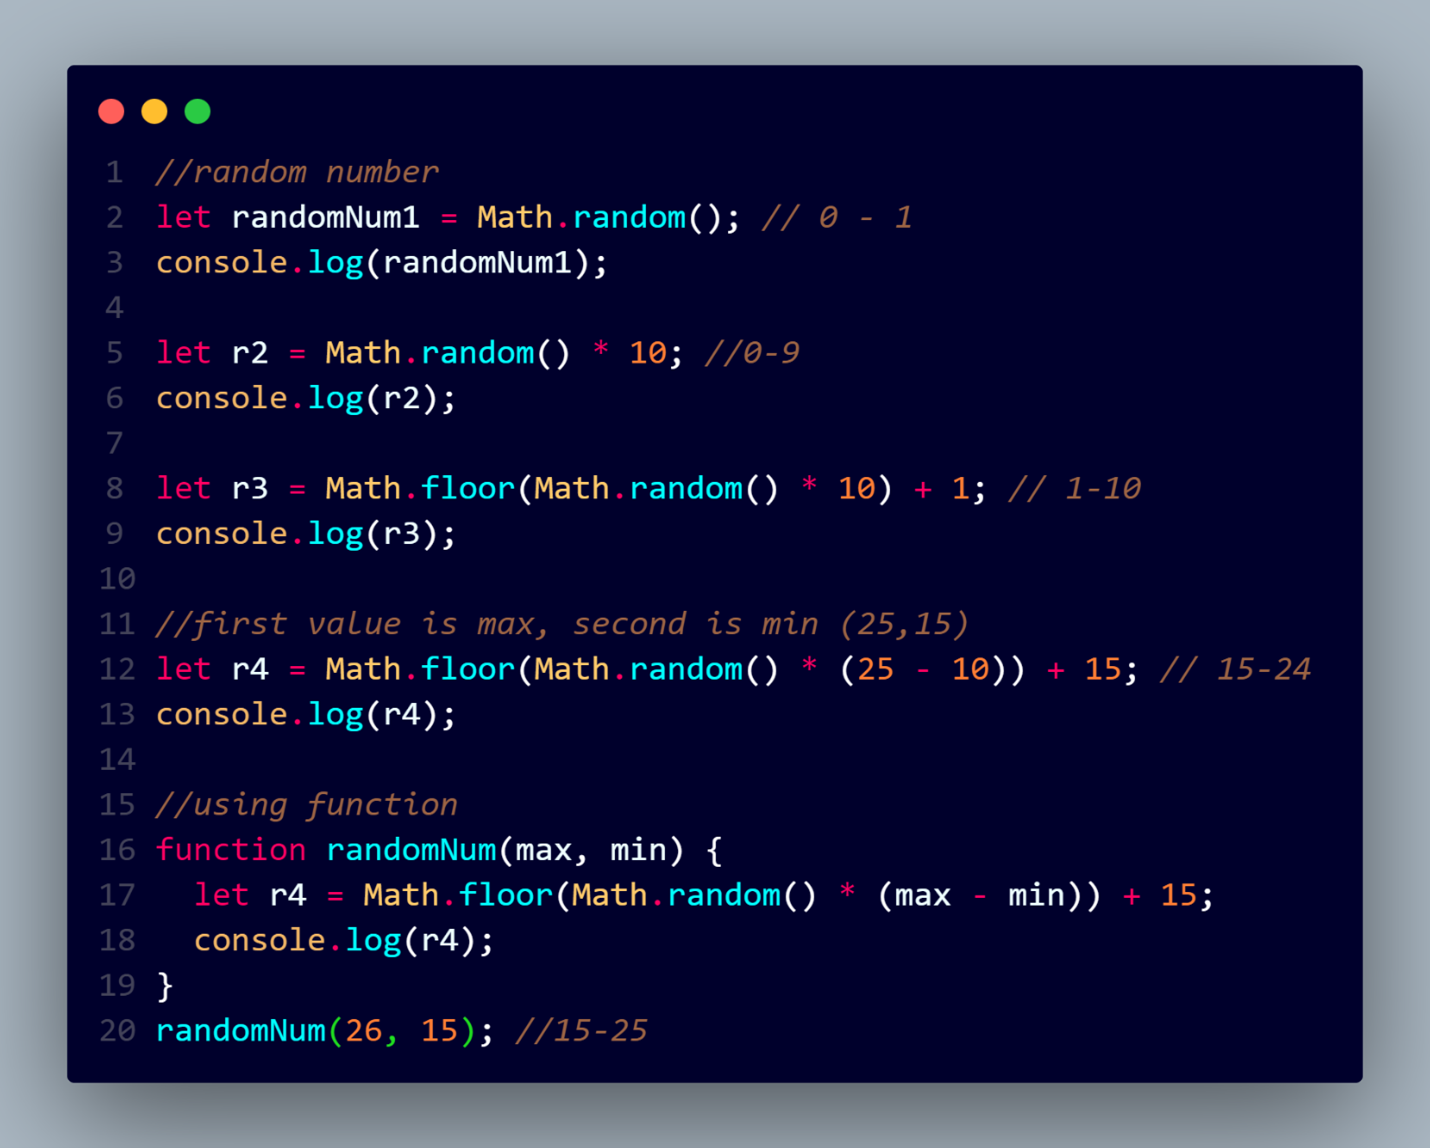 1 //random number
2 let randomNum1 = Math.random(); // 0 - 1
3 console.log(randomNum1);
4
5 let r2 = Math.random() * 10; //0-9
6 console.log(r2);
7
8 let r3 = Math.floor(Math.random() * 10) + 1; // 1-10
9 console.log(r3);
10
11 //first value is max, second is min (25,15)
12 let r4 = Math.floor(Math.random() * (25 - 10)) + 15; // 15-24
13 console.log(r4);
14
15 //using function
16 function randomNum(max, min) {
17   let r4 = Math.floor(Math.random() * (max - min)) + 15;
18   console.log(r4);
19 }
20 randomNum(26, 15); //15-25